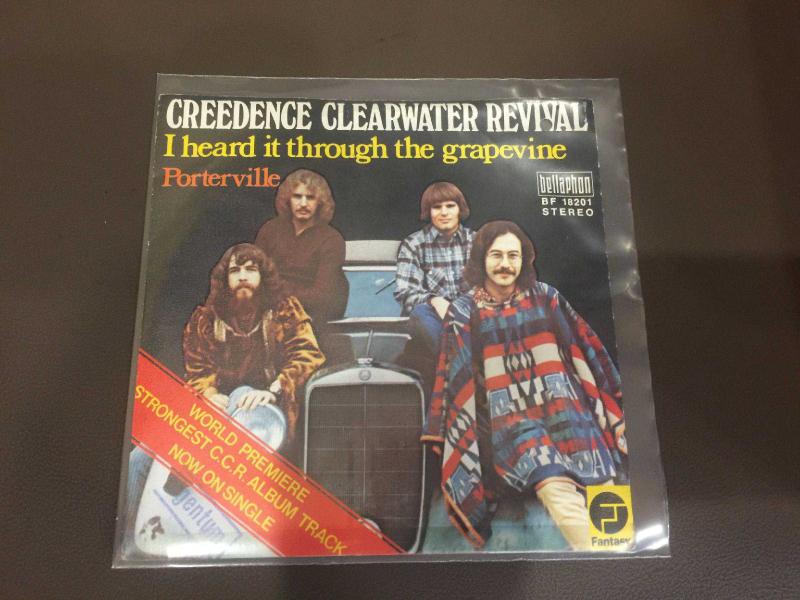 CREEDENCE CLEARWATER REVIVAL
I heard it through the grapevine
Porterville
bellaphon
BF 18201
STEREO
WORLD PREMIERE
STRONGEST C.C.R. ALBUM TRACK
NOW ON SINGLE
Fantasy